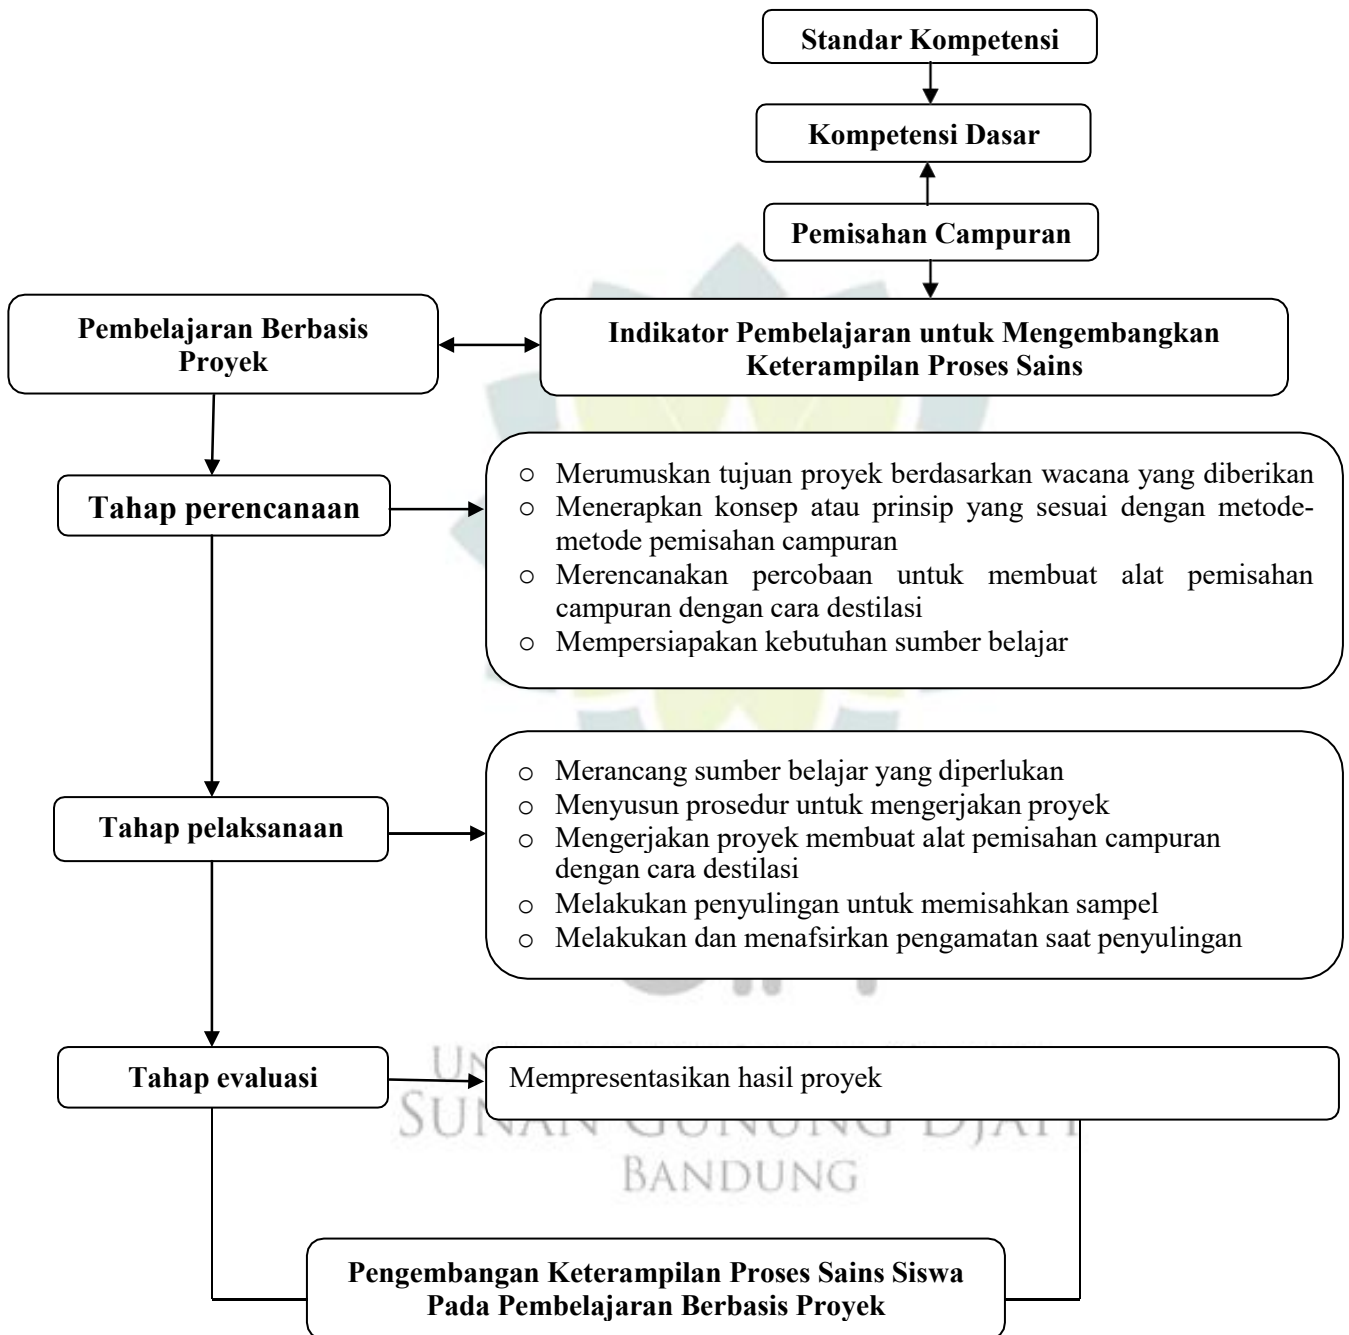 Standar Kompetensi
Kompetensi Dasar
Pemisahan Campuran
Pembelajaran Berbasis
Proyek
Indikator Pembelajaran untuk Mengembangkan
Keterampilan Proses Sains
Tahap perencanaan
○ Merumuskan tujuan proyek berdasarkan wacana yang diberikan
○ Menerapkan konsep atau prinsip yang sesuai dengan metode-
metode pemisahan campuran
○ Merencanakan percobaan untuk membuat alat pemisahan
campuran dengan cara destilasi
○ Mempersiapakan kebutuhan sumber belajar
Tahap pelaksanaan
○ Merancang sumber belajar yang diperlukan
○ Menyusun prosedur untuk mengerjakan proyek
○ Mengerjakan proyek membuat alat pemisahan campuran
dengan cara destilasi
○ Melakukan penyulingan untuk memisahkan sampel
○ Melakukan dan menafsirkan pengamatan saat penyulingan
Tahap evaluasi
Mempresentasikan hasil proyek
SUNAN GUNUNG DJATI
BANDUNG
Pengembangan Keterampilan Proses Sains Siswa
Pada Pembelajaran Berbasis Proyek